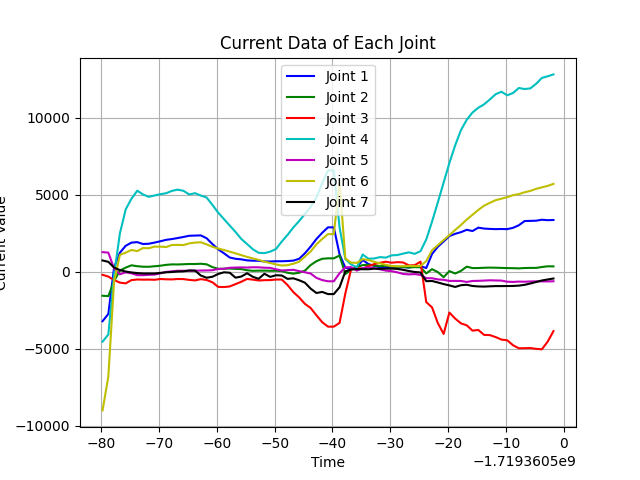 Current Data of Each Joint
Joint 1
Joint 2
Joint 3
Joint 4
Joint 5
Joint 6
Joint 7
10000
5000
0
−5000
−10000
−80 −70 −60 −50 −40 −30 −20 −10 0
Time
−1.7193605e9
Current Value